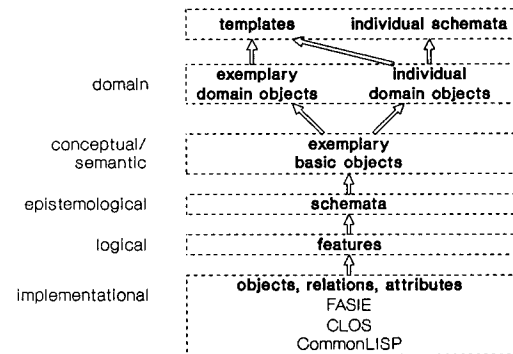 templates individual schemata
domain
exemplary individual
domain objects domain objects
conceptual/
semantic
exemplary
basic objects
epistemological schemata
logical features
implementational
objects, relations, attributes
FASIE
CLOS
CommonLISP